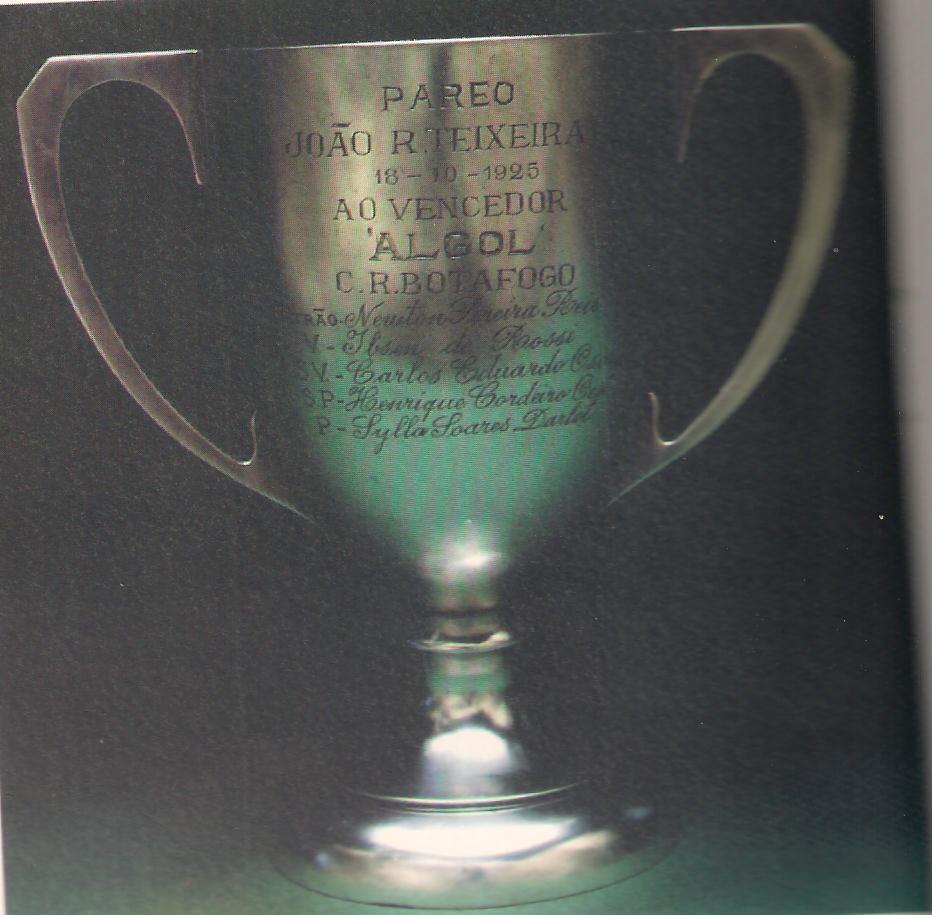 PAREO
JOÃO R. TEIXEIRA
18-10-1925
AO VENCEDOR
'ALGOL'
C.R.BOTAFOGO
TRÃO-Newton Pereira
V-Ibsen de Rossi
SV.-Carlos Eduardo
SP-Henrique Cordeiro
P-Sylla Soares